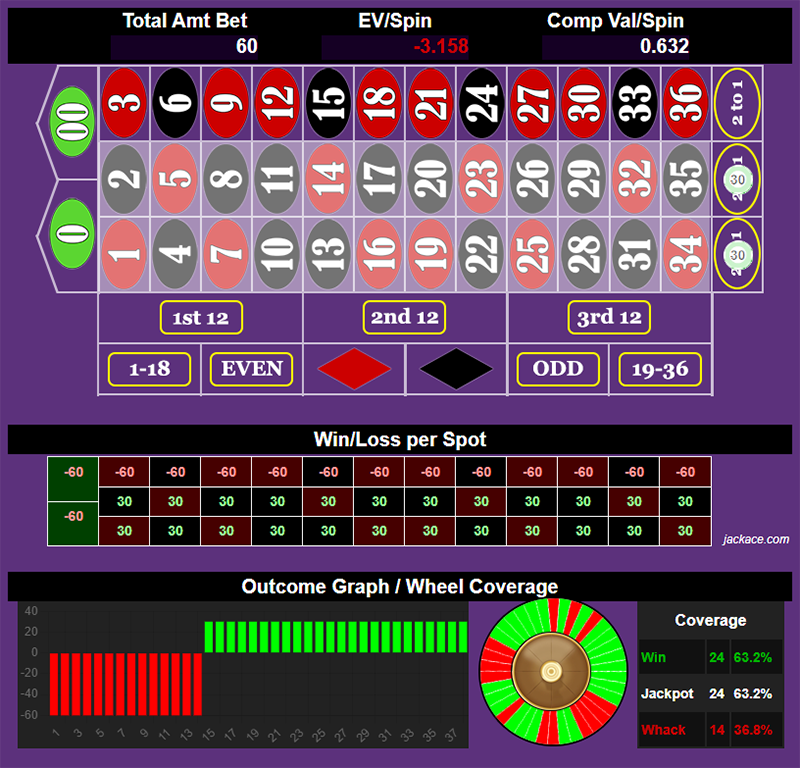 Total Amt Bet EV/Spin Comp Val/Spin
60 -3.158 0.632
00 3 6 9 12 15 18 21 24 27 30 33 36 2 to 1
2 5 8 11 14 17 20 23 26 29 32 35 2 1 30
0 1 4 7 10 13 16 19 22 25 28 31 34 2 1 30
1st 12 2nd 12 3rd 12
1-18 EVEN ODD 19-36
Win/Loss per Spot
-60 -60 -60 -60 -60 -60 -60 -60 -60 -60 -60 -60 -60
30 30 30 30 30 30 30 30 30 30 30 30
-60
30 30 30 30 30 30 30 30 30 30 30 30
jackace.com
Outcome Graph / Wheel Coverage
40
20
0
-20
-40
-60
1 3 5 7 9 11 13 15 17 19 21 23 25 27 29 31 33 35 37
Coverage
Win 24 63.2%
Jackpot 24 63.2%
Whack 14 36.8%